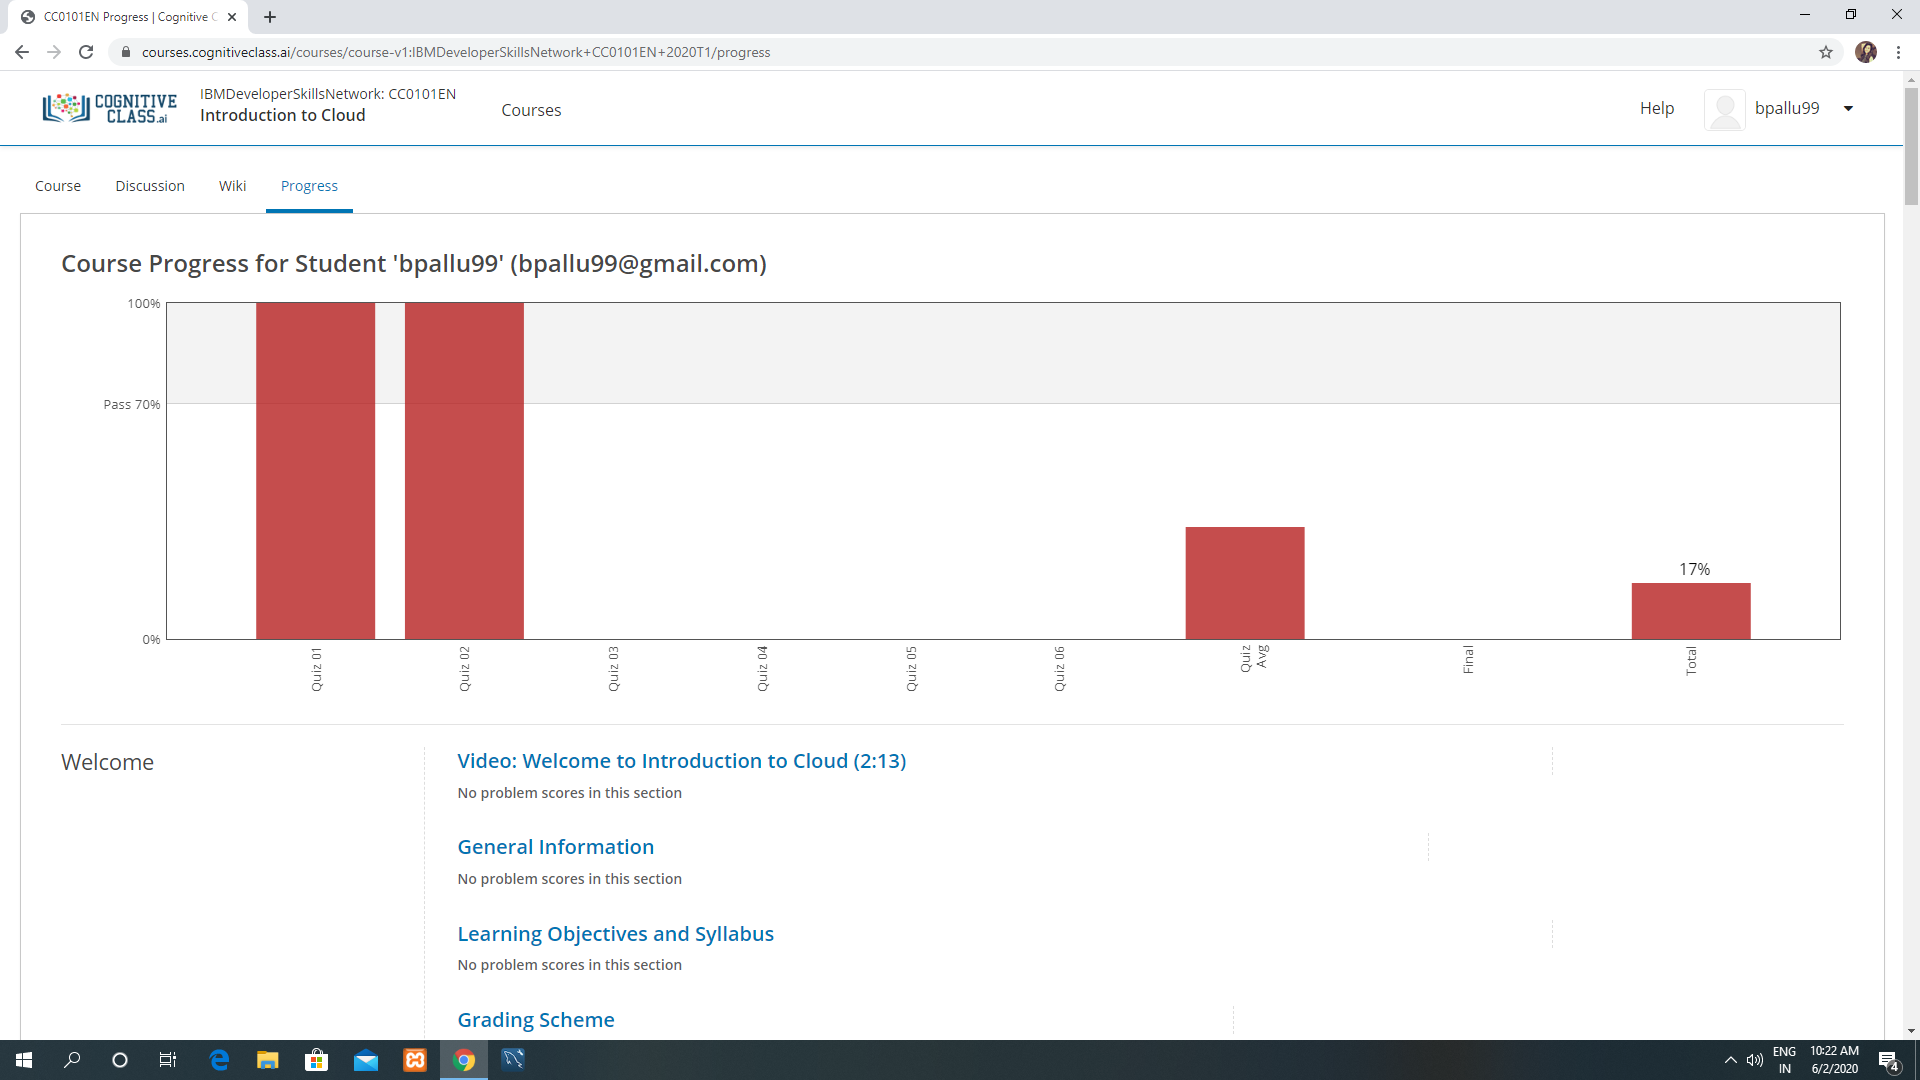 CC0101EN Progress | Cognitive C
courses.cognitiveclass.ai/courses/course-v1:IBMDeveloperSkillsNetwork+CC0101EN+2020T1/progress
COGNITIVE
CLASS.ai
IBMDeveloperSkillsNetwork: CC0101EN
Introduction to Cloud
Courses
Help
bpallu99
Course
Discussion
Wiki
Progress
Course Progress for Student 'bpallu99' (bpallu99@gmail.com)
100%
Pass 70%
0%
17%
Quiz 01
Quiz 02
Quiz 03
Quiz 04
Quiz 05
Quiz 06
Quiz
Avg
Final
Total
Welcome
Video: Welcome to Introduction to Cloud (2:13)
No problem scores in this section
General Information
No problem scores in this section
Learning Objectives and Syllabus
No problem scores in this section
Grading Scheme
ENG
IN
10:22 AM
6/2/2020
4